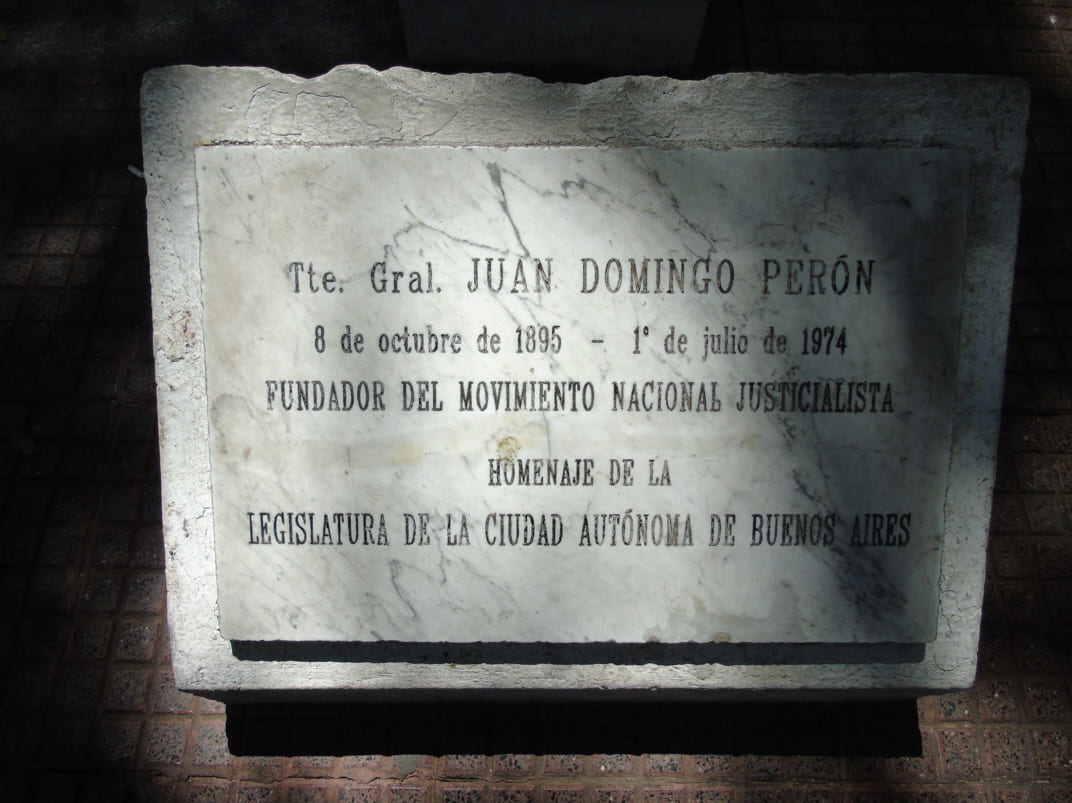 Tte. Gral. JUAN DOMINGO PERÓN
8 de octubre de 1895 - 1° de julio de 1974
FUNDADOR DEL MOVIMIENTO NACIONAL JUSTICIALISTA
HOMENAJE DE LA
LEGISLATURA DE LA CIUDAD AUTÓNOMA DE BUENOS AIRES